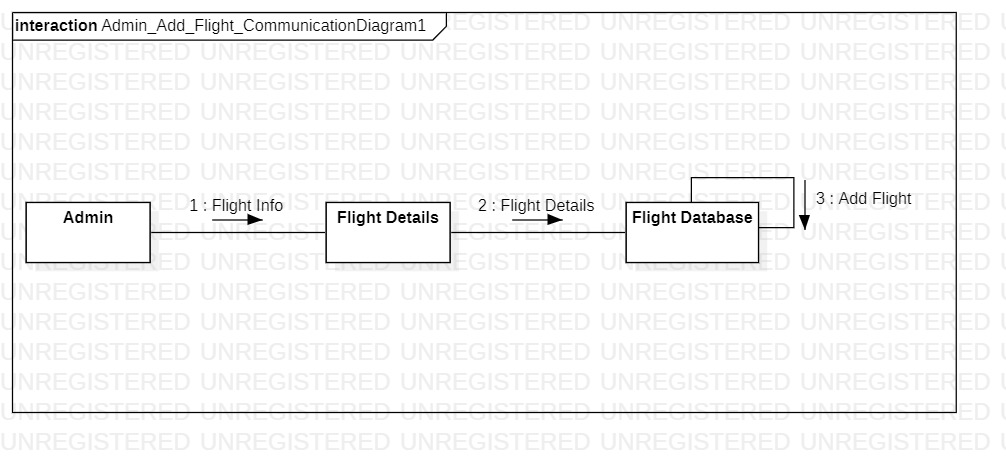 interaction Admin_Add_Flight_CommunicationDiagram1
UNREGISTERED UNREGISTERED UNREGISTERED UNREGISTERED UNREGISTERED
1 : Flight Info
2 : Flight Details
3 : Add Flight
Admin
Flight Details
Flight Database